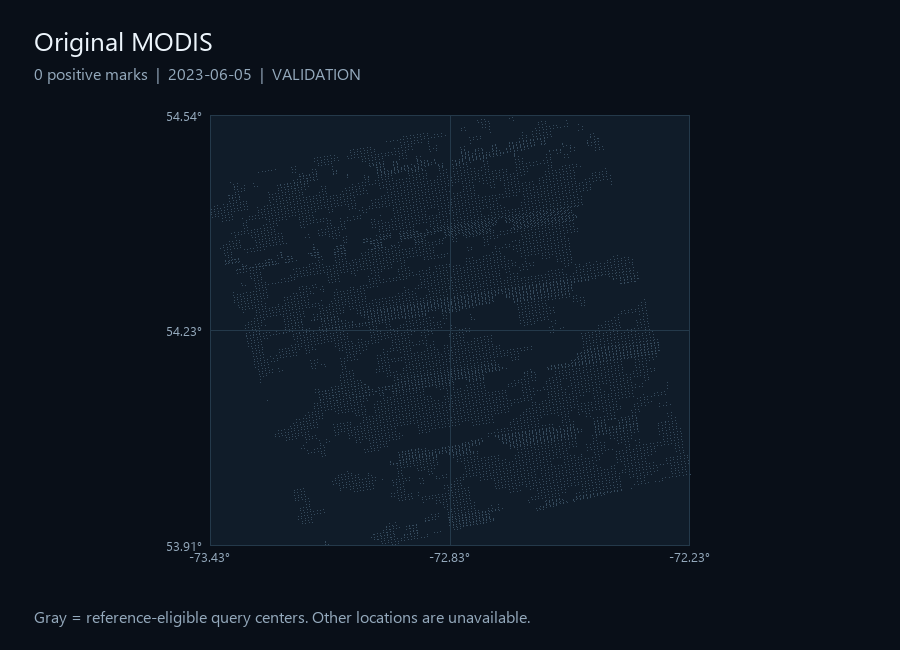 Original MODIS
0 positive marks | 2023-06-05 | VALIDATION
54.54°
54.23°
53.91°
-73.43°
-72.83°
-72.23°
Gray = reference-eligible query centers. Other locations are unavailable.